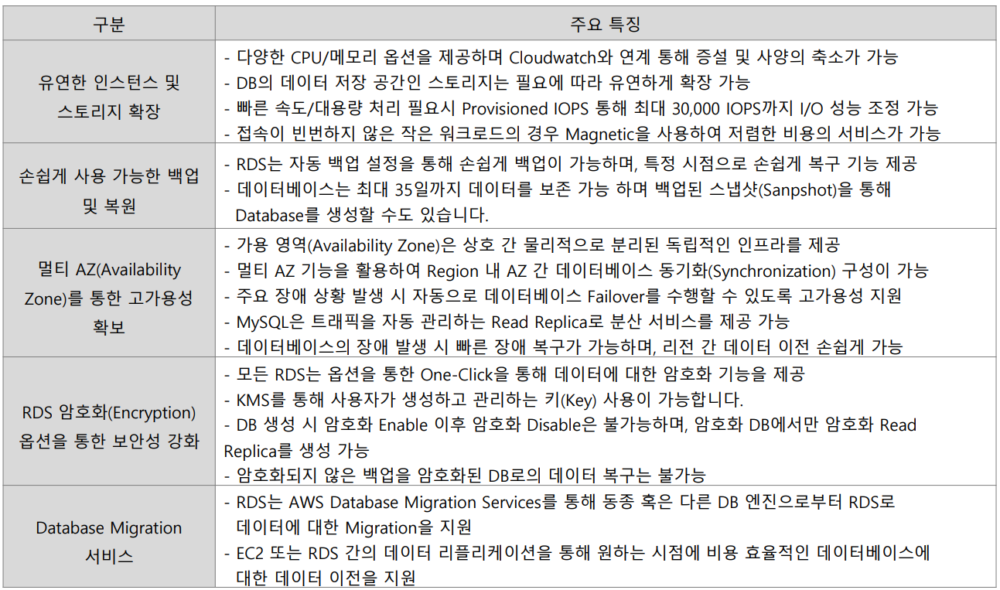 구분
주요 특징
유연한 인스턴스 및
스토리지 확장
- 다양한 CPU/메모리 옵션을 제공하며 Cloudwatch와 연계 통해 증설 및 사양의 축소가 가능
- DB의 데이터 저장 공간인 스토리지는 필요에 따라 유연하게 확장 가능
- 빠른 속도/대용량 처리 필요시 Provisioned IOPS 통해 최대 30,000 IOPS까지 I/O 성능 조정 가능
- 접속이 빈번하지 않은 작은 워크로드의 경우 Magnetic을 사용하여 저렴한 비용의 서비스가 가능
손쉽게 사용 가능한 백업
및 복원
- RDS는 자동 백업 설정을 통해 손쉽게 백업이 가능하며, 특정 시점으로 손쉽게 복구 기능 제공
- 데이터베이스는 최대 35일까지 데이터를 보존 가능 하며 백업된 스냅샷(Sanpshot)을 통해
Database를 생성할 수도 있습니다.
멀티 AZ(Availability
Zone)를 통한 고가용성
확보
- 가용 영역(Availability Zone)은 상호 간 물리적으로 분리된 독립적인 인프라를 제공
- 멀티 AZ 기능을 활용하여 Region 내 AZ 간 데이터베이스 동기화(Synchronization) 구성이 가능
- 주요 장애 상황 발생 시 자동으로 데이터베이스 Failover를 수행할 수 있도록 고가용성 지원
- MySQL은 트래픽을 자동 관리하는 Read Replica로 분산 서비스를 제공 가능
- 데이터베이스의 장애 발생 시 빠른 장애 복구가 가능하며, 리전 간 데이터 이전 손쉽게 가능
RDS 암호화(Encryption)
옵션을 통한 보안성 강화
- 모든 RDS는 옵션을 통한 One-Click을 통해 데이터에 대한 암호화 기능을 제공
- KMS를 통해 사용자가 생성하고 관리하는 키(Key) 사용이 가능합니다.
- DB 생성 시 암호화 Enable 이후 암호화 Disable은 불가능하며, 암호화 DB에서만 암호화 Read
Replica를 생성 가능
- 암호화되지 않은 백업을 암호화된 DB로의 데이터 복구는 불가능
Database Migration
서비스
- RDS는 AWS Database Migration Services를 통해 동종 혹은 다른 DB 엔진으로부터 RDS로
데이터에 대한 Migration을 지원
- EC2 또는 RDS 간의 데이터 리플리케이션을 통해 원하는 시점에 비용 효율적인 데이터베이스에
대한 데이터 이전을 지원